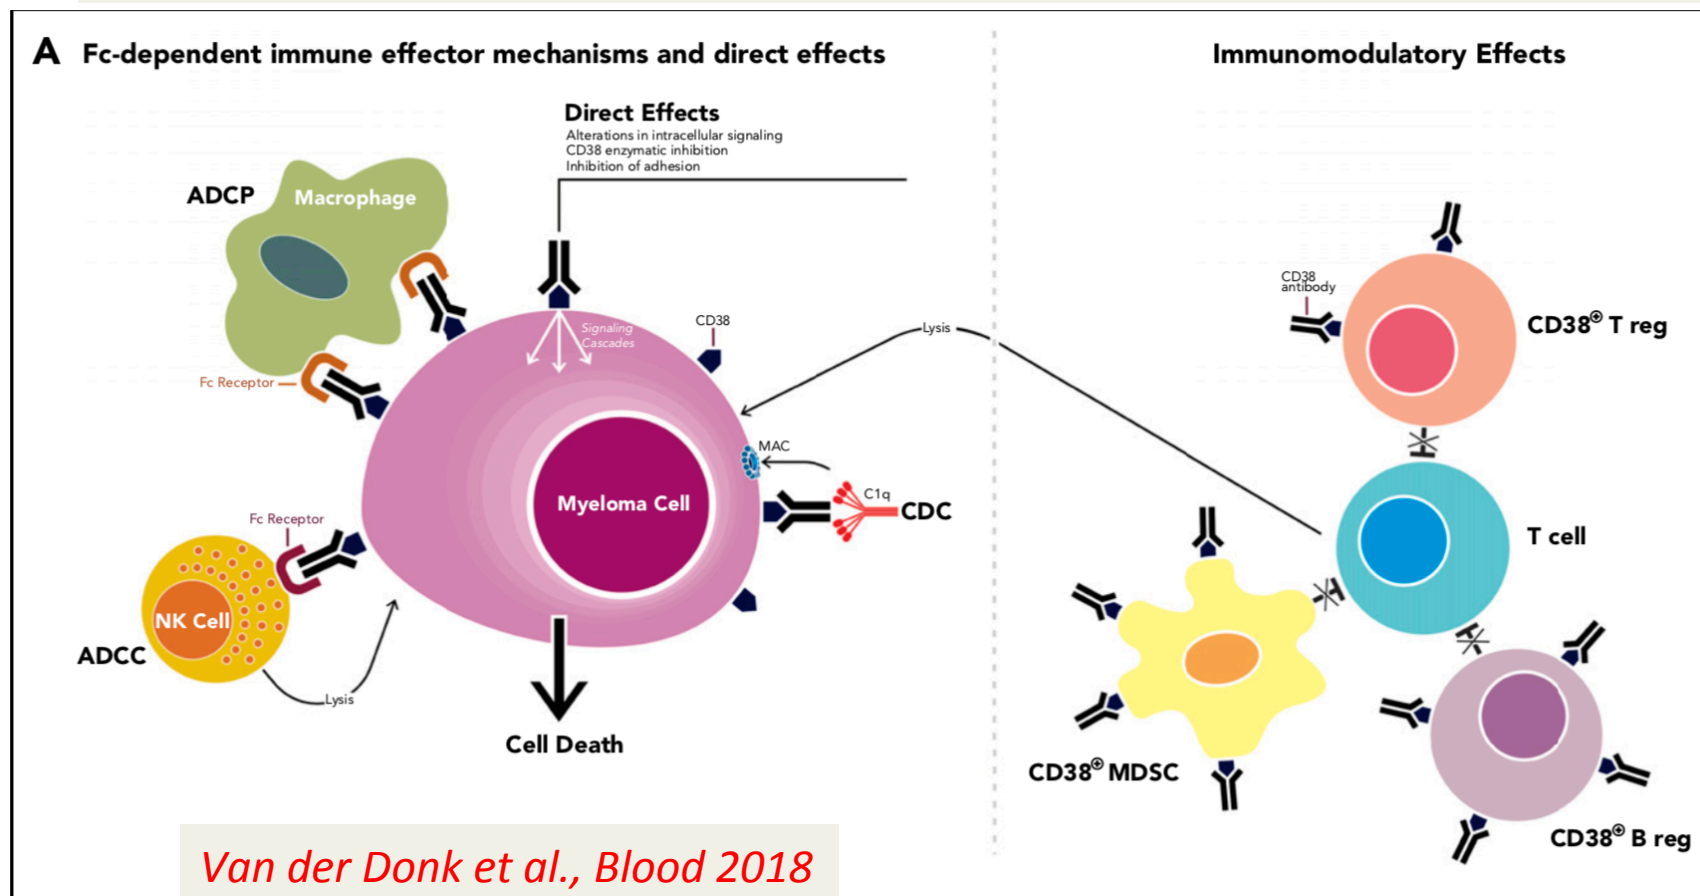 A Fc-dependent immune effector mechanisms and direct effects
Immunomodulatory Effects
Direct Effects
Alterations in intracellular signaling
CD38 enzymatic inhibition
Inhibition of adhesion
ADCP
Macrophage
Signaling
Cascades
CD38
Lysis
CD38
antibody
CD38⊕ T reg
Fc Receptor
MAC
Myeloma Cell
C1q
CDC
Fc Receptor
T cell
NK Cell
ADCC
Lysis
Cell Death
CD38⊕ MDSC
CD38⊕ B reg
Van der Donk et al., Blood 2018